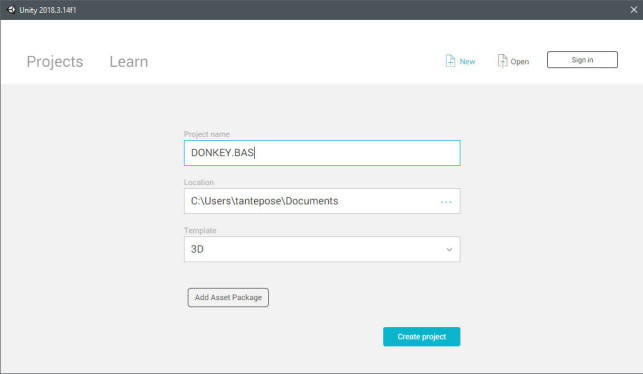 Unity 2018.3.14f1
Projects Learn New Open Sign in
Project name
DONKEY.BAS
Location
C:\Users\tantepose\Documents
Template
3D
Add Asset Package
Create project